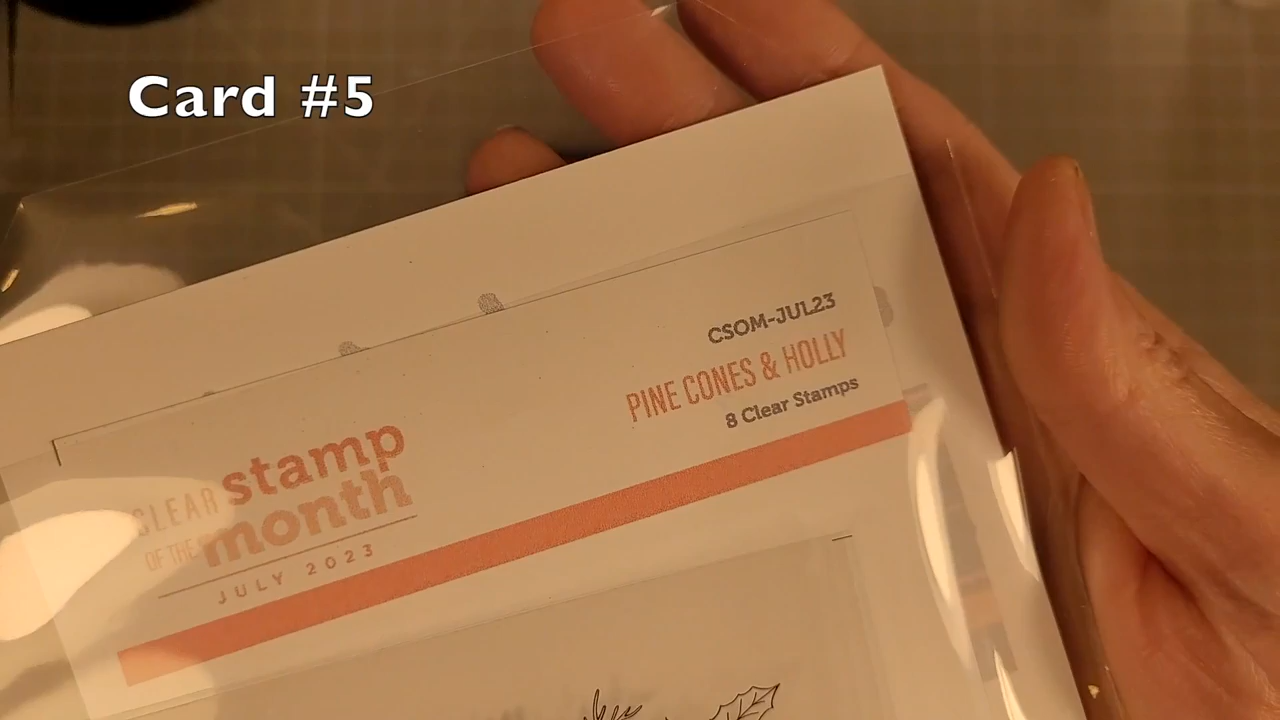 Card #5
CSOM-JUL23
PINE CONES & HOLLY
8 Clear Stamps
CLEAR stamp
OF THE month
JULY 2023